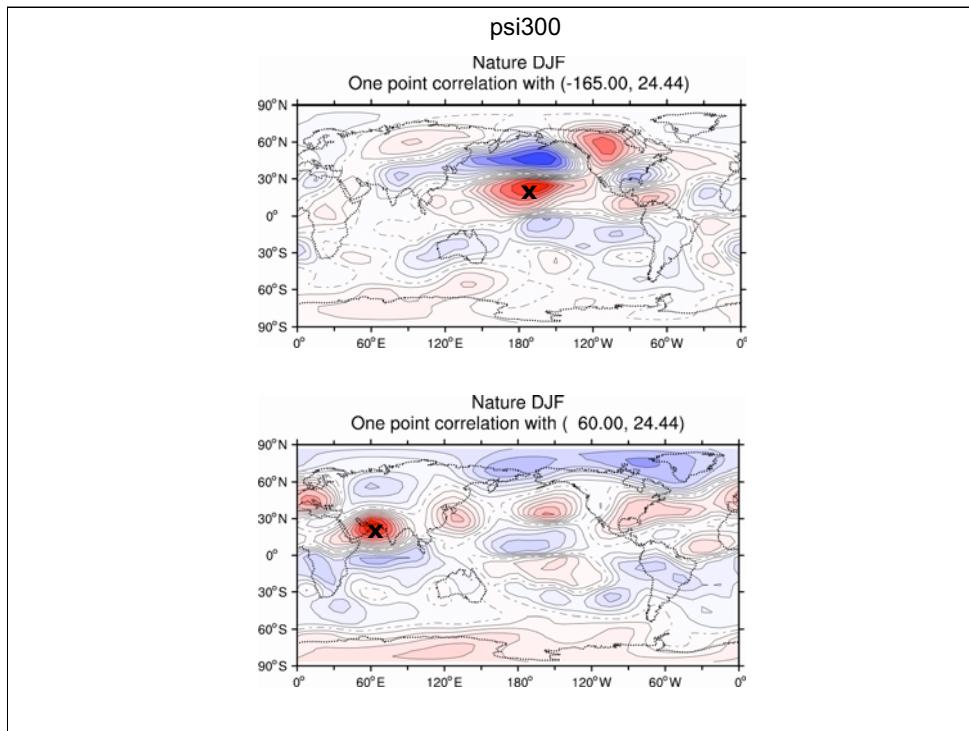 psi300
Nature DJF
One point correlation with (-165.00, 24.44)
90°N
60°N
30°N
0°
30°S
60°S
90°S
0° 60°E 120°E 180° 120°W 60°W 0°
X
Nature DJF
One point correlation with (  60.00, 24.44)
90°N
60°N
30°N
0°
30°S
60°S
90°S
0° 60°E 120°E 180° 120°W 60°W 0°
X